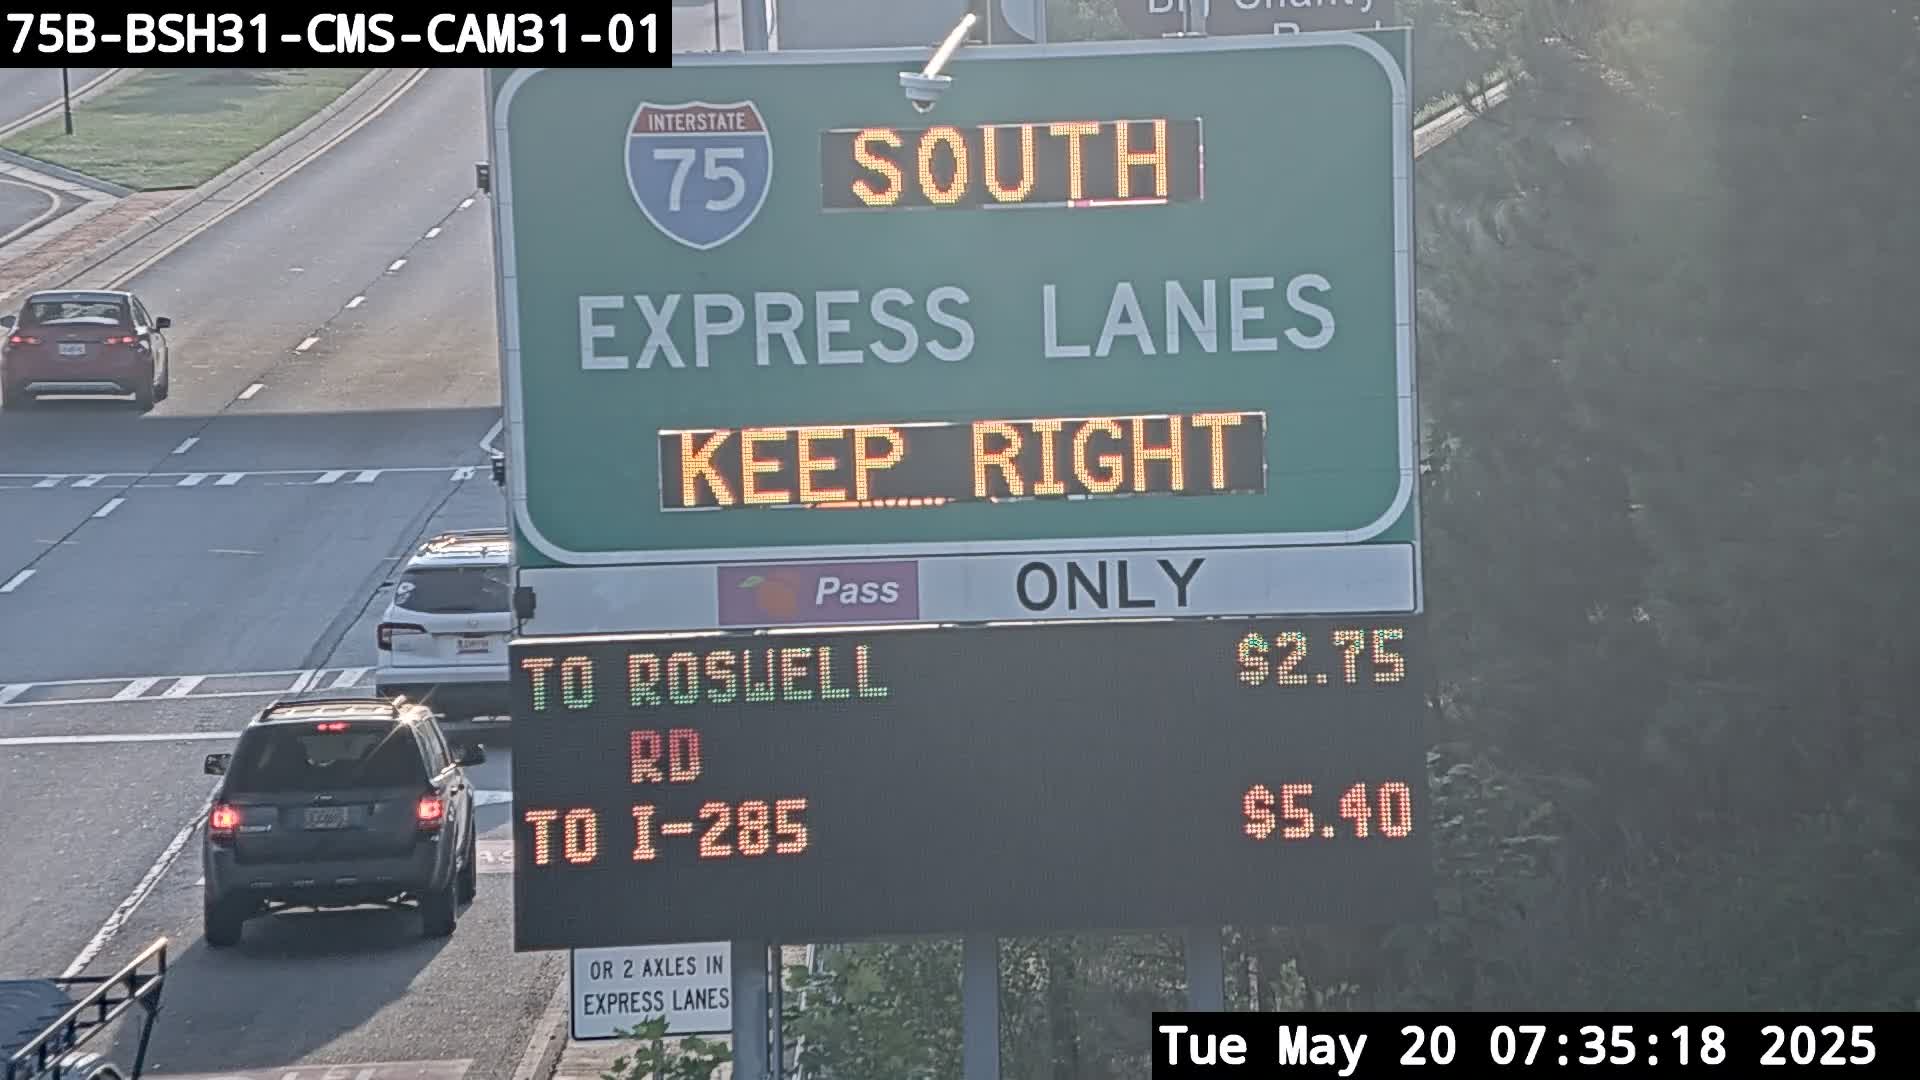 75B-BSH31-CMS-CAM31-01
INTERSTATE
75
SOUTH
EXPRESS LANES
KEEP RIGHT
Pass ONLY
TO ROSWELL $2.75
RD
TO I-285 $5.40
OR 2 AXLES IN
EXPRESS LANES
Tue May 20 07:35:18 2025